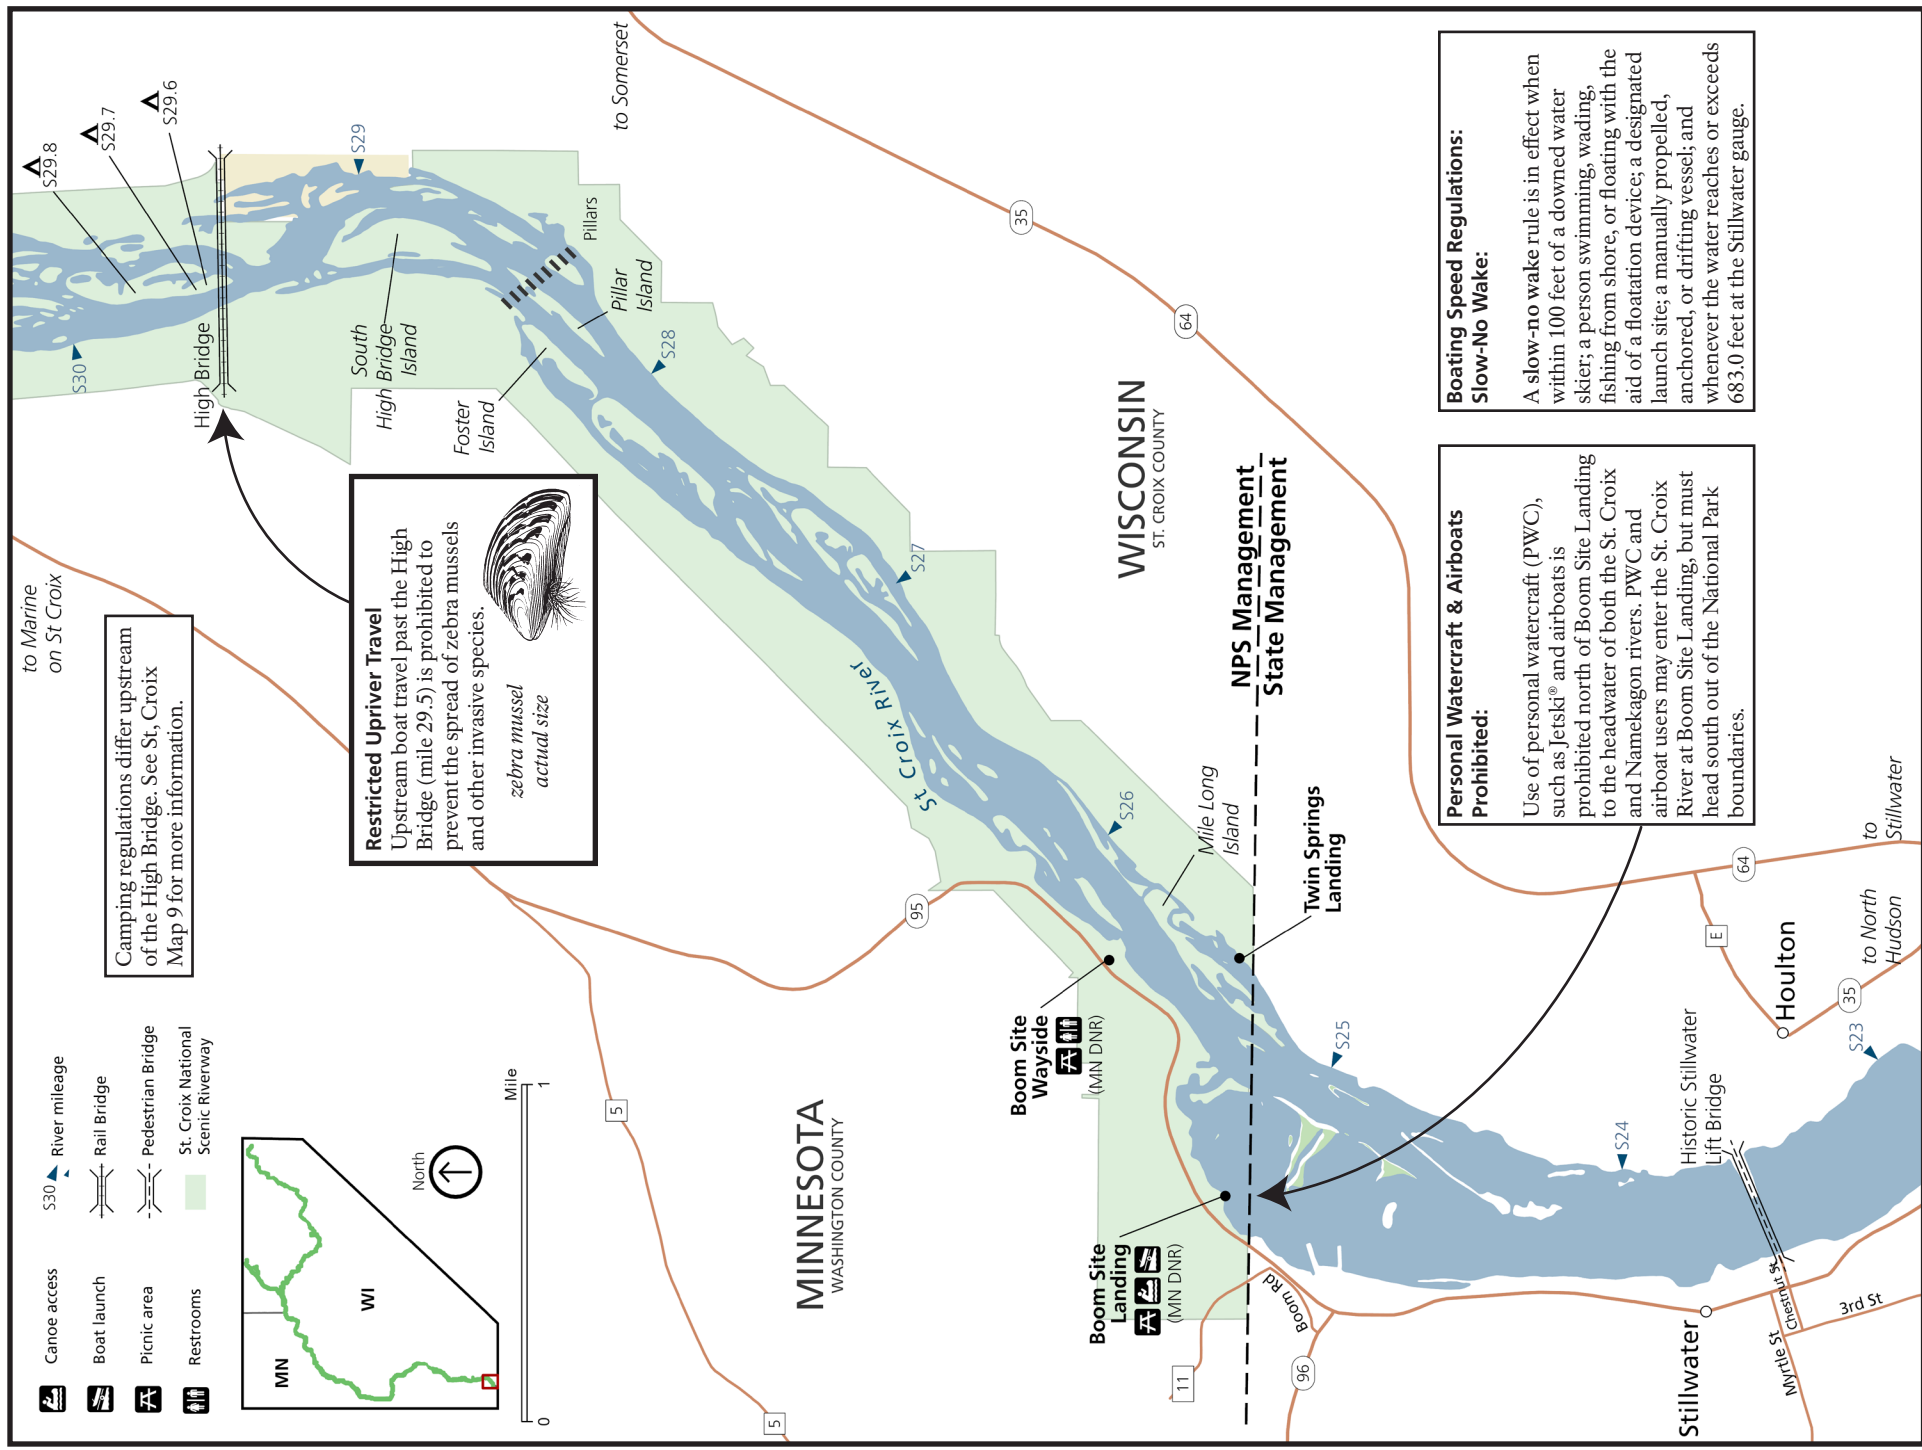 Canoe access
Boat launch
Picnic area
Restrooms
S30
River mileage
Rail Bridge
Pedestrian Bridge
St. Croix National
Scenic Riverway
MN
WI
North
0
1
Mile
Camping regulations differ upstream
of the High Bridge. See St, Croix
Map 9 for more information.
to Marine
on St Croix
Restricted Upriver Travel
Upstream boat travel past the High
Bridge (mile 29.5) is prohibited to
prevent the spread of zebra mussels
and other invasive species.
zebra mussel
actual size
S30
S29.8
S29.7
S29.6
High Bridge
S29
South
High Bridge
Island
Foster
Island
Pillar
Island
Pillars
to Somerset
S28
S27
St Croix River
S26
Mile Long
Island
35
64
WISCONSIN
ST. CROIX COUNTY
MINNESOTA
WASHINGTON COUNTY
5
5
95
NPS Management
State Management
Boom Site
Wayside
(MN DNR)
Twin Springs
Landing
Boom Site
Landing
(MN DNR)
11
Boom Rd
96
S25
S24
S23
Historic Stillwater
Lift Bridge
Stillwater
Myrtle St
Chestnut St
3rd St
Houlton
E
35
64
to North
Hudson
to
Stillwater
Personal Watercraft & Airboats
Prohibited:
Use of personal watercraft (PWC),
such as Jetski® and airboats is
prohibited north of Boom Site Landing
to the headwater of both the St. Croix
and Namekagon rivers. PWC and
airboat users may enter the St. Croix
River at Boom Site Landing, but must
head south out of the National Park
boundaries.
Boating Speed Regulations:
Slow-No Wake:
A slow-no wake rule is in effect when
within 100 feet of a downed water
skier; a person swimming, wading,
fishing from shore, or floating with the
aid of a floatation device; a designated
launch site; a manually propelled,
anchored, or drifting vessel; and
whenever the water reaches or exceeds
683.0 feet at the Stillwater gauge.